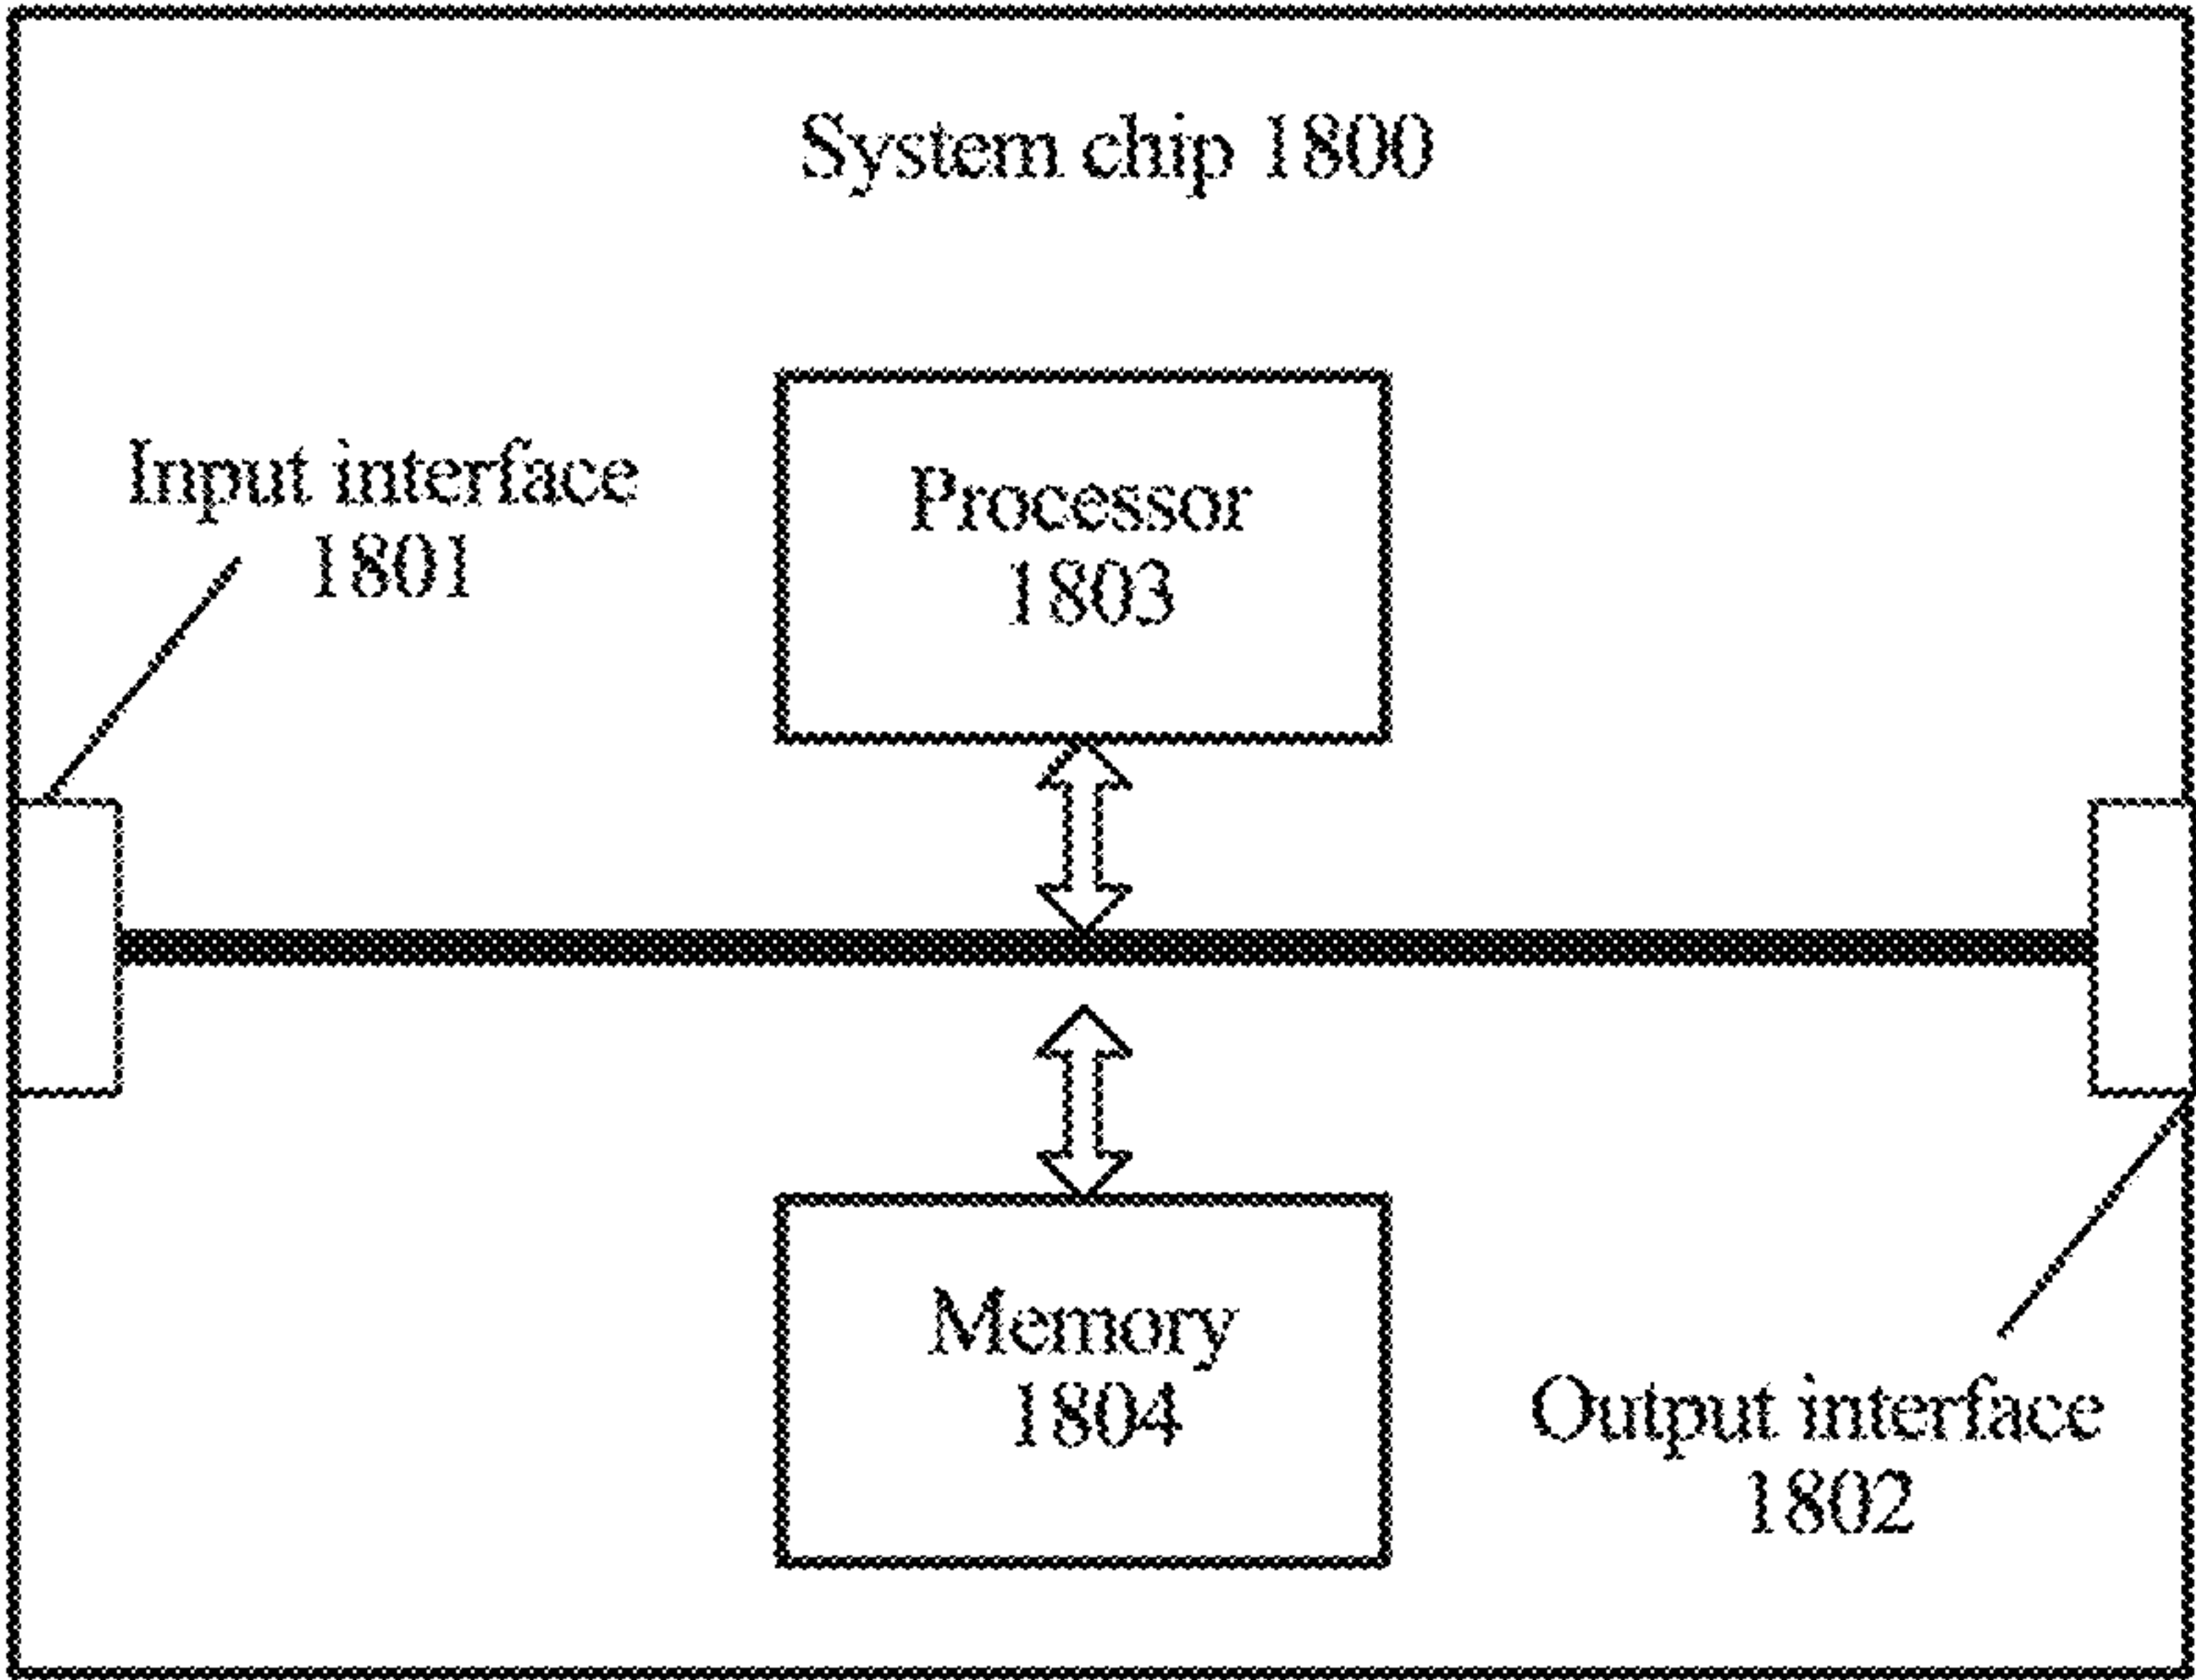 System chip 1800
Input interface
1801
Processor
1803
Memory
1804
Output interface
1802